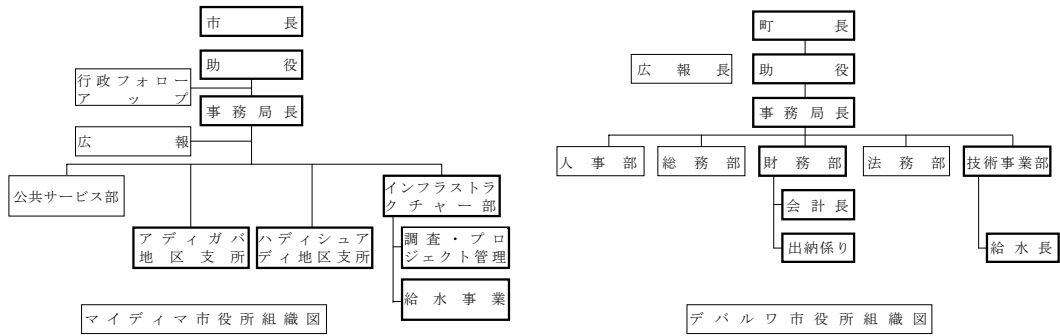 市長
助役
行政フォロー
アップ
事務局長
広報
公共サービス部
インフラストラ
クチャー部
アディガバ
地区支所
ハディシュア
ディ地区支所
調査・プロ
ジェクト管理
給水事業
マイディマ市役所組織図
町長
広報長
助役
事務局長
人事部
総務部
財務部
法務部
技術事業部
会計長
出納係り
給水長
デバルワ市役所組織図